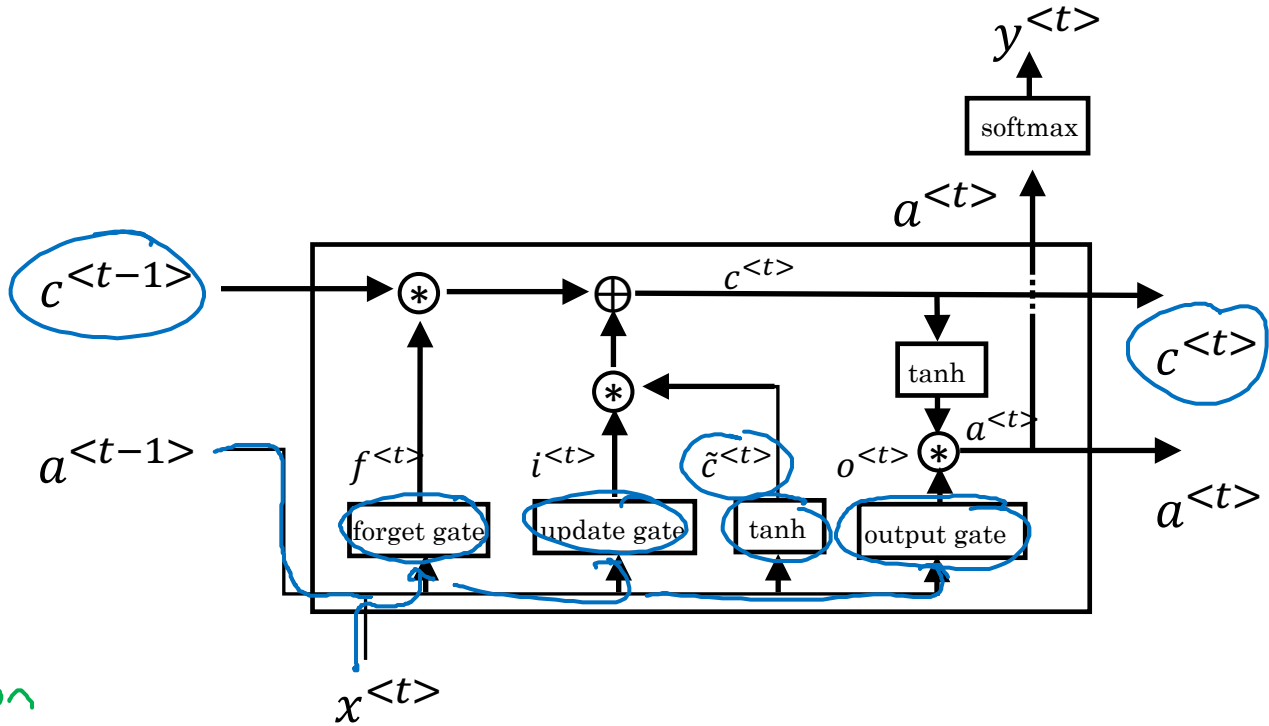 y<t>
softmax
a<t>
c<t−1>
* ⊕ c<t>
c<t>
tanh
*
a<t−1>
f<t> i<t> c̃<t> o<t> * a<t>
a<t>
forget gate update gate tanh output gate
x<t>